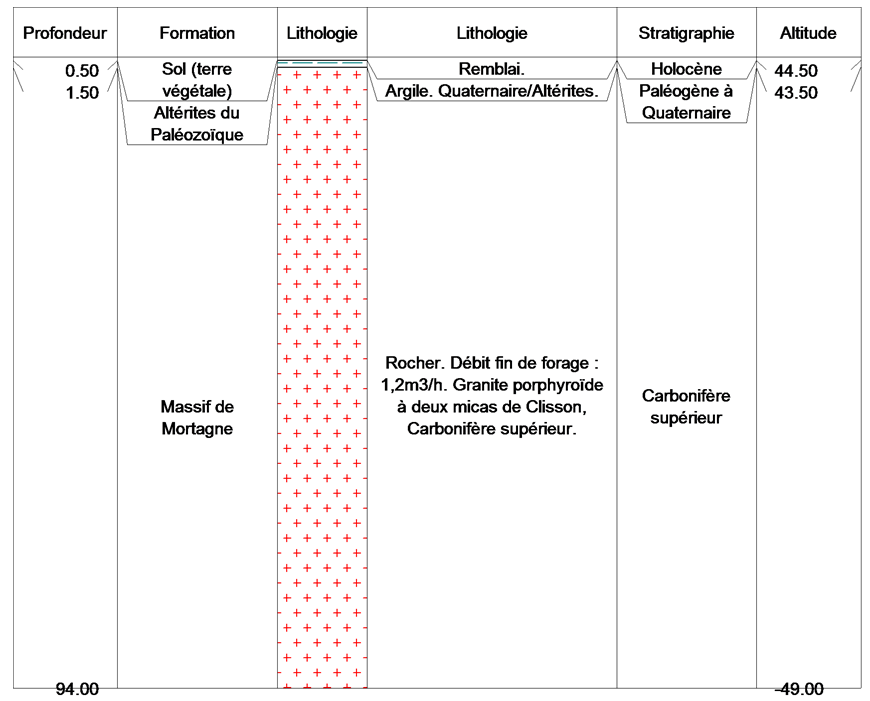 Profondeur Formation Lithologie Lithologie Stratigraphie Altitude
0.50 Sol (terre Remblai. Holocène 44.50
1.50 végétale) Argile. Quaternaire/Altérites. Paléogène à 43.50
Altérites du Quaternaire
Paléozoïque
Rocher. Débit fin de forage :
1,2m3/h. Granite porphyroïde
à deux micas de Clisson,
Carbonifère supérieur.
Massif de
Mortagne
Carbonifère
supérieur
94.00 -49.00